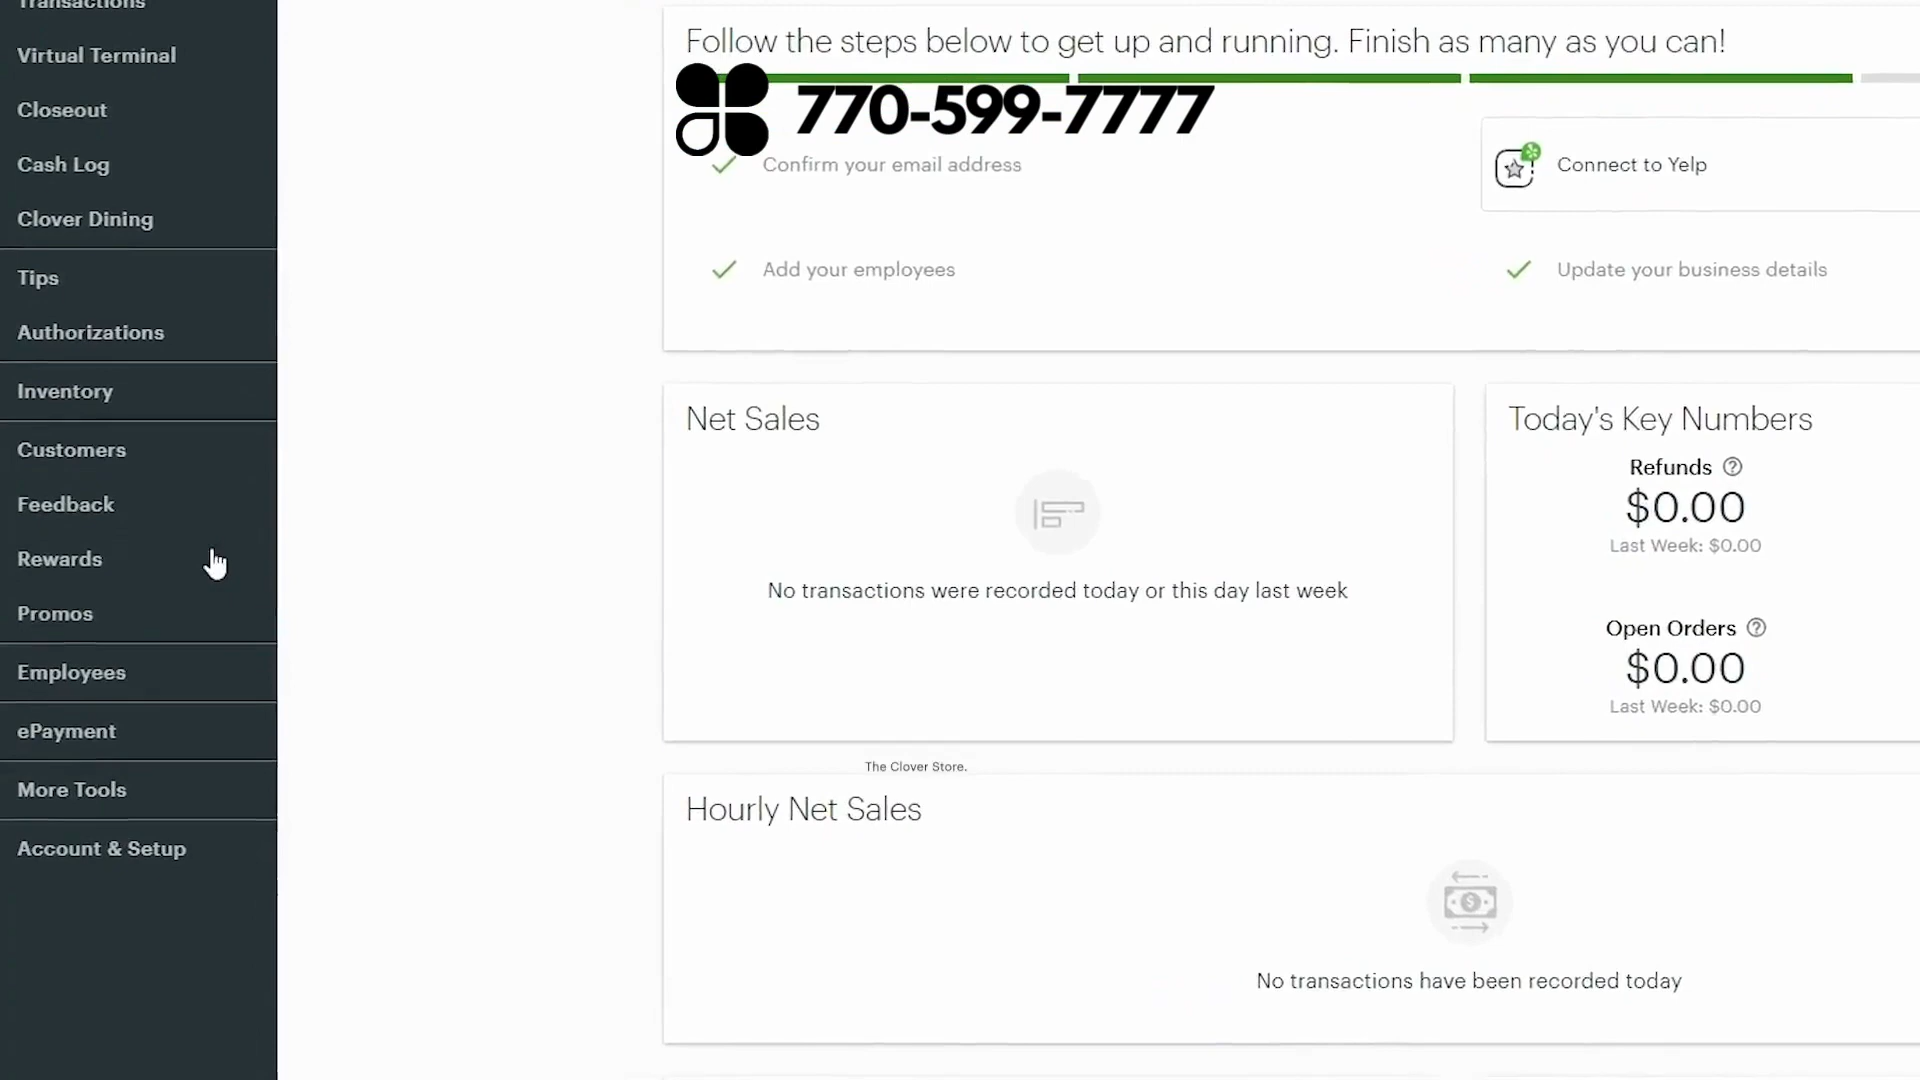 Transactions
Virtual Terminal
Closeout
Cash Log
Clover Dining
Tips
Authorizations
Inventory
Customers
Feedback
Rewards
Promos
Employees
ePayment
More Tools
Account & Setup
Follow the steps below to get up and running. Finish as many as you can!
770-599-7777
Confirm your email address
Connect to Yelp
Add your employees
Update your business details
Net Sales
No transactions were recorded today or this day last week
Today's Key Numbers
Refunds
$0.00
Last Week: $0.00
Open Orders
$0.00
Last Week: $0.00
The Clover Store.
Hourly Net Sales
No transactions have been recorded today